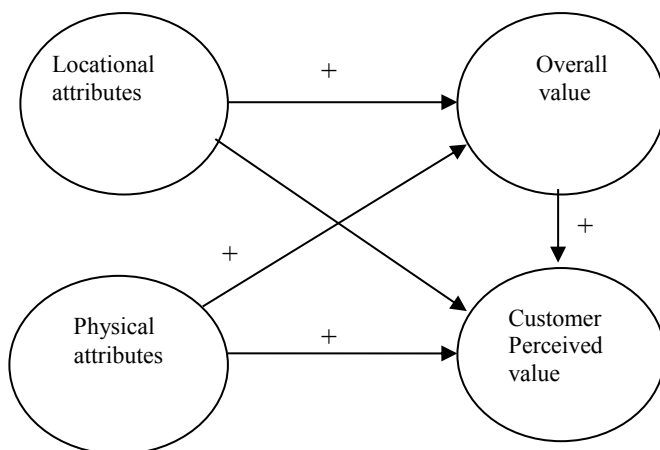 Locational
attributes
+
Overall
value
+
+
Physical
attributes
+
Customer
Perceived
value